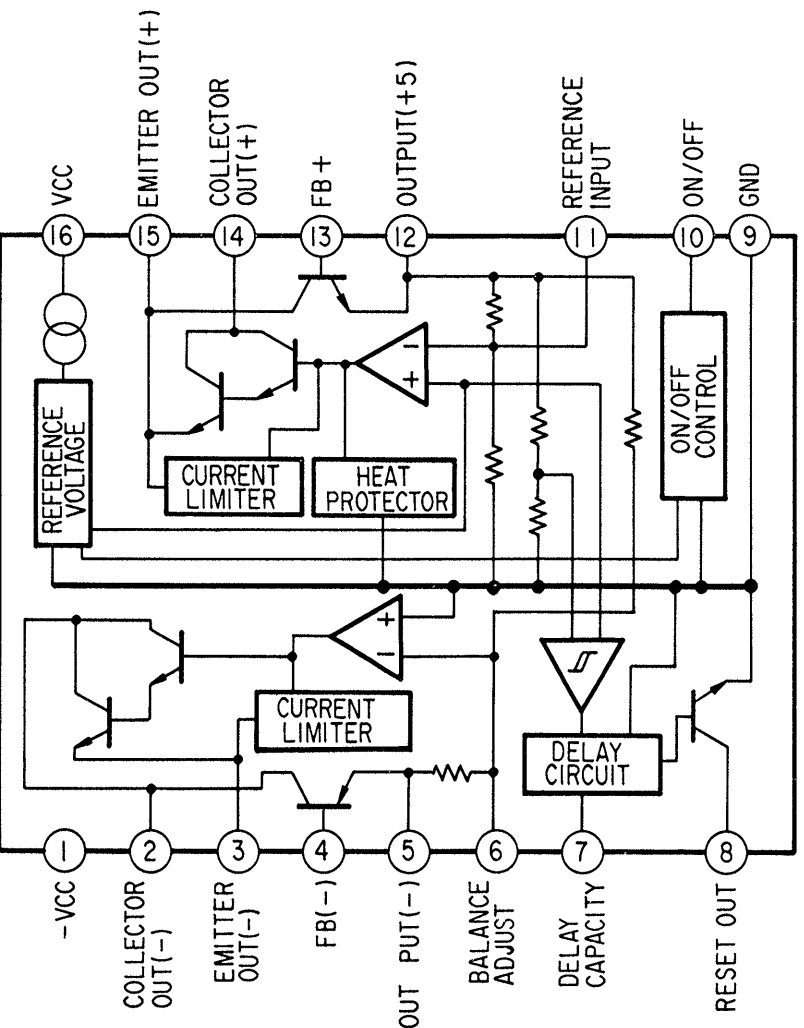 VCC
EMITTER OUT(+)
COLLECTOR
OUT(+)
FB+
OUTPUT(+5)
REFERENCE
INPUT
ON/OFF
GND
16
15
14
13
12
11
10
9
REFERENCE
VOLTAGE
CURRENT
LIMITER
HEAT
PROTECTOR
−
+
ON/OFF
CONTROL
+
−
CURRENT
LIMITER
DELAY
CIRCUIT
1
2
3
4
5
6
7
8
-VCC
COLLECTOR
OUT(-)
EMITTER
OUT(-)
FB(-)
OUT PUT(-)
BALANCE
ADJUST
DELAY
CAPACITY
RESET OUT